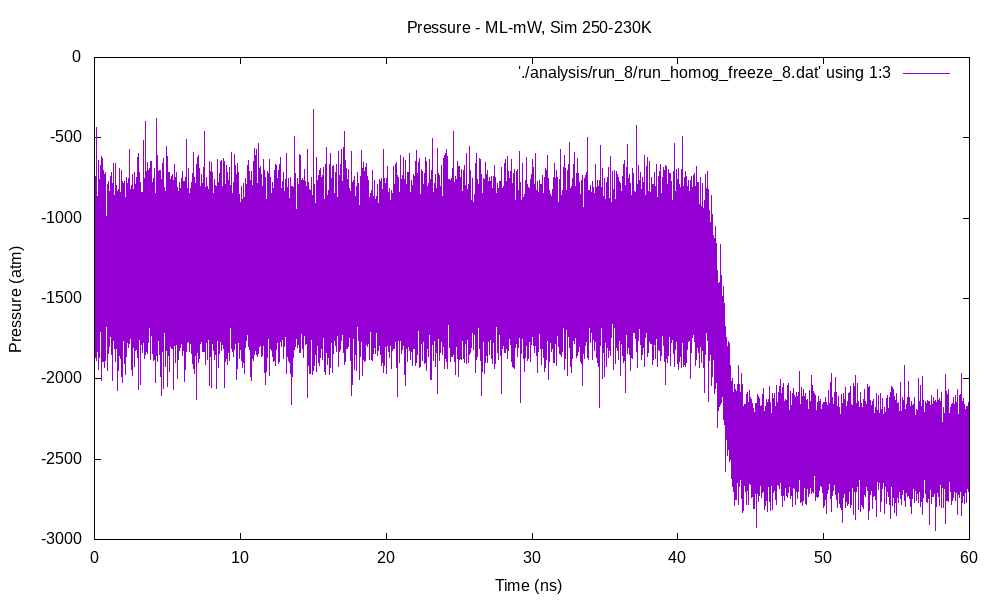 Pressure - ML-mW, Sim 250-230K
'./analysis/run_8/run_homog_freeze_8.dat' using 1:3
0
-500
-1000
-1500
-2000
-2500
-3000
Pressure (atm)
0 10 20 30 40 50 60
Time (ns)